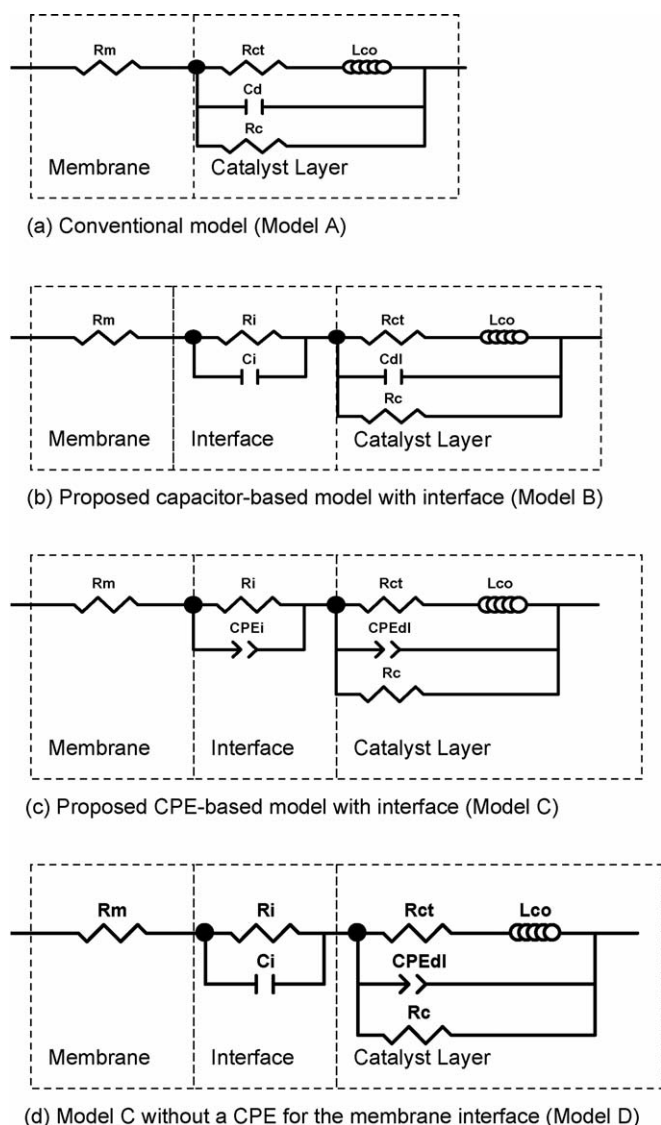 Rm Rct Lco
Cd
Rc
Membrane Catalyst Layer
(a) Conventional model (Model A)
Rm Ri Rct Lco
Ci Cdl
Rc
Membrane Interface Catalyst Layer
(b) Proposed capacitor-based model with interface (Model B)
Rm Ri Rct Lco
CPEi CPEdl
Rc
Membrane Interface Catalyst Layer
(c) Proposed CPE-based model with interface (Model C)
Rm Ri Rct Lco
Ci CPEdl
Rc
Membrane Interface Catalyst Layer
(d) Model C without a CPE for the membrane interface (Model D)